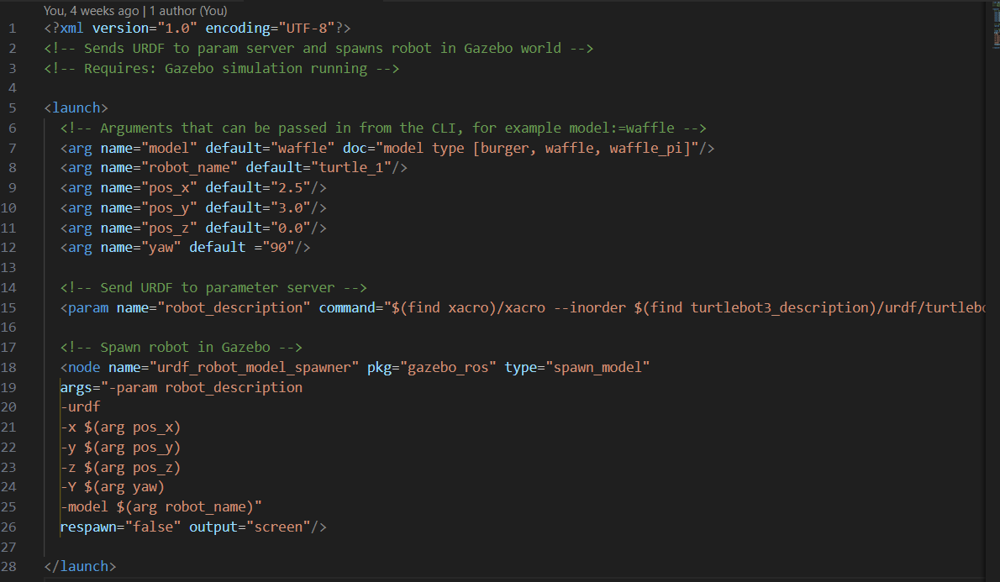 You, 4 weeks ago | 1 author (You)
1 <?xml version="1.0" encoding="UTF-8"?>
2 <!-- Sends URDF to param server and spawns robot in Gazebo world -->
3 <!-- Requires: Gazebo simulation running -->
4
5 <launch>
6 <!-- Arguments that can be passed in from the CLI, for example model:=waffle -->
7 <arg name="model" default="waffle" doc="model type [burger, waffle, waffle_pi]"/>
8 <arg name="robot_name" default="turtle_1"/>
9 <arg name="pos_x" default="2.5"/>
10 <arg name="pos_y" default="3.0"/>
11 <arg name="pos_z" default="0.0"/>
12 <arg name="yaw" default ="90"/>
13
14 <!-- Send URDF to parameter server -->
15 <param name="robot_description" command="$(find xacro)/xacro --inorder $(find turtlebot3_description)/urdf/turtlebo
16
17 <!-- Spawn robot in Gazebo -->
18 <node name="urdf_robot_model_spawner" pkg="gazebo_ros" type="spawn_model"
19 args="-param robot_description
20 -urdf
21 -x $(arg pos_x)
22 -y $(arg pos_y)
23 -z $(arg pos_z)
24 -Y $(arg yaw)
25 -model $(arg robot_name)"
26 respawn="false" output="screen"/>
27
28 </launch>